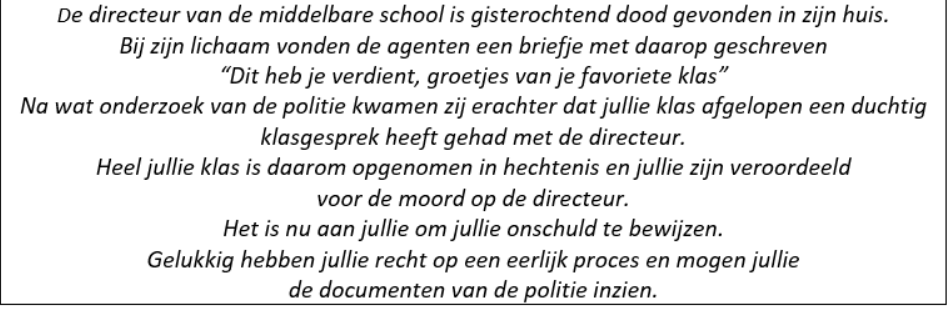 De directeur van de middelbare school is gisterochtend dood gevonden in zijn huis.
Bij zijn lichaam vonden de agenten een briefje met daarop geschreven
“Dit heb je verdient, groetjes van je favoriete klas”
Na wat onderzoek van de politie kwamen zij erachter dat jullie klas afgelopen een duchtig
klasgesprek heeft gehad met de directeur.
Heel jullie klas is daarom opgenomen in hechtenis en jullie zijn veroordeeld
voor de moord op de directeur.
Het is nu aan jullie om jullie onschuld te bewijzen.
Gelukkig hebben jullie recht op een eerlijk proces en mogen jullie
de documenten van de politie inzien.